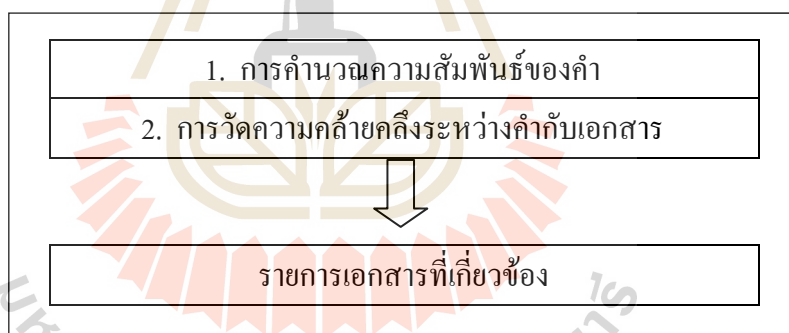 1. การคำนวณความสัมพันธ์ของคำ
2. การวัดความคล้ายคลึงระหว่างคำกับเอกสาร
รายการเอกสารที่เกี่ยวข้อง